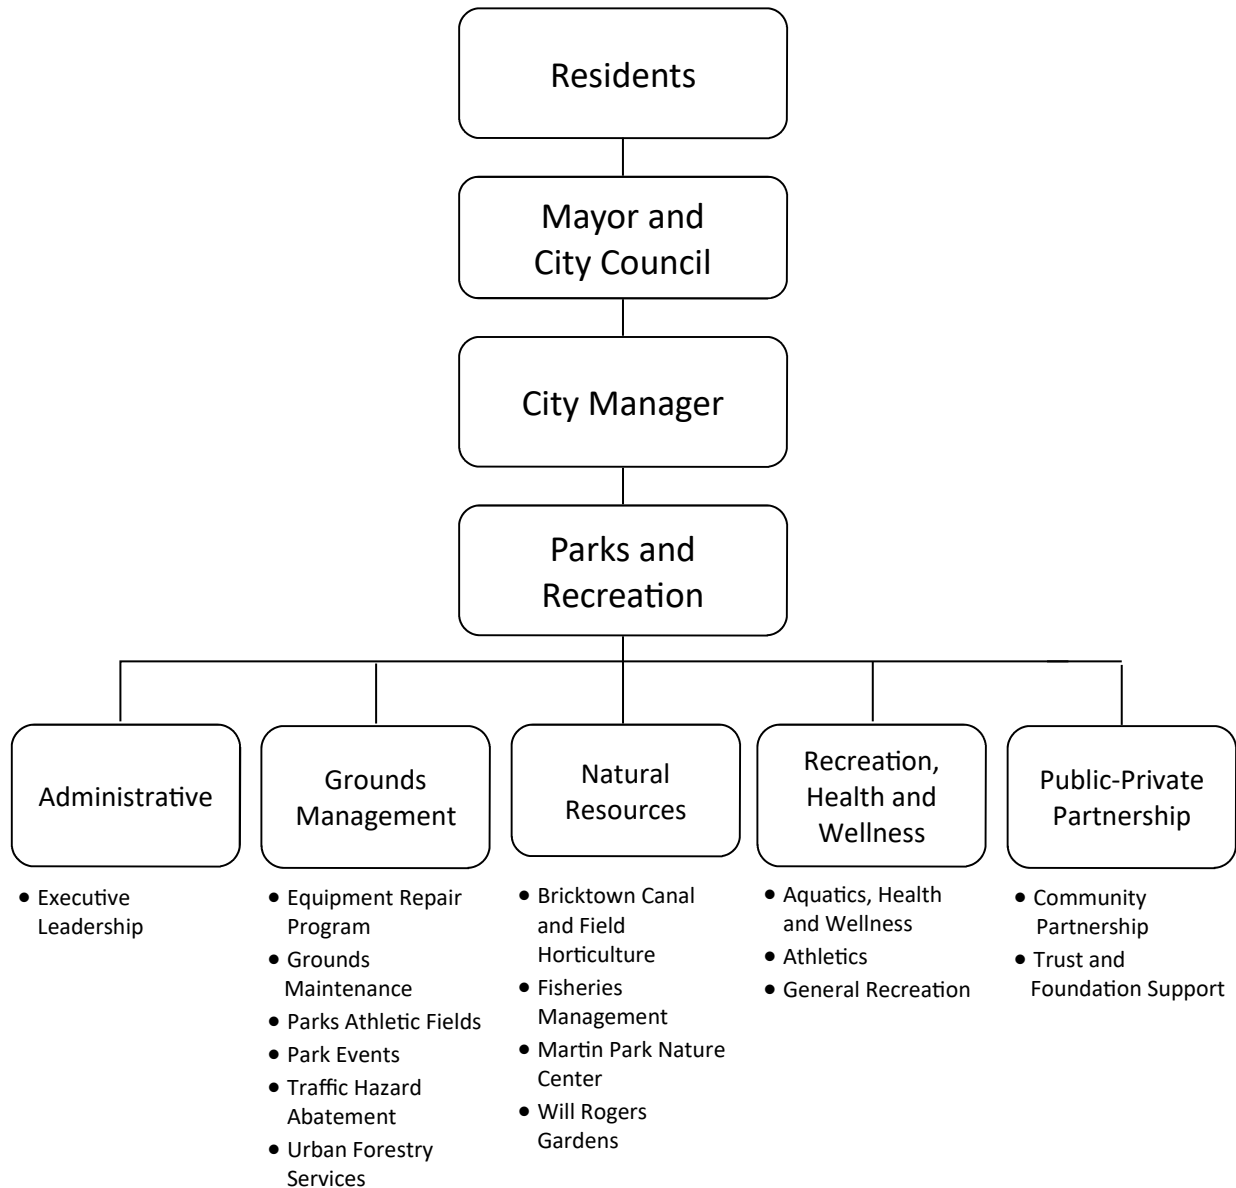 Residents
Mayor and
City Council
City Manager
Parks and
Recreation
Administrative
• Executive
Leadership
Grounds
Management
• Equipment Repair
Program
• Grounds
Maintenance
• Parks Athletic Fields
• Park Events
• Traffic Hazard
Abatement
• Urban Forestry
Services
Natural
Resources
• Bricktown Canal
and Field
Horticulture
• Fisheries
Management
• Martin Park Nature
Center
• Will Rogers
Gardens
Recreation,
Health and
Wellness
• Aquatics, Health
and Wellness
• Athletics
• General Recreation
Public-Private
Partnership
• Community
Partnership
• Trust and
Foundation Support